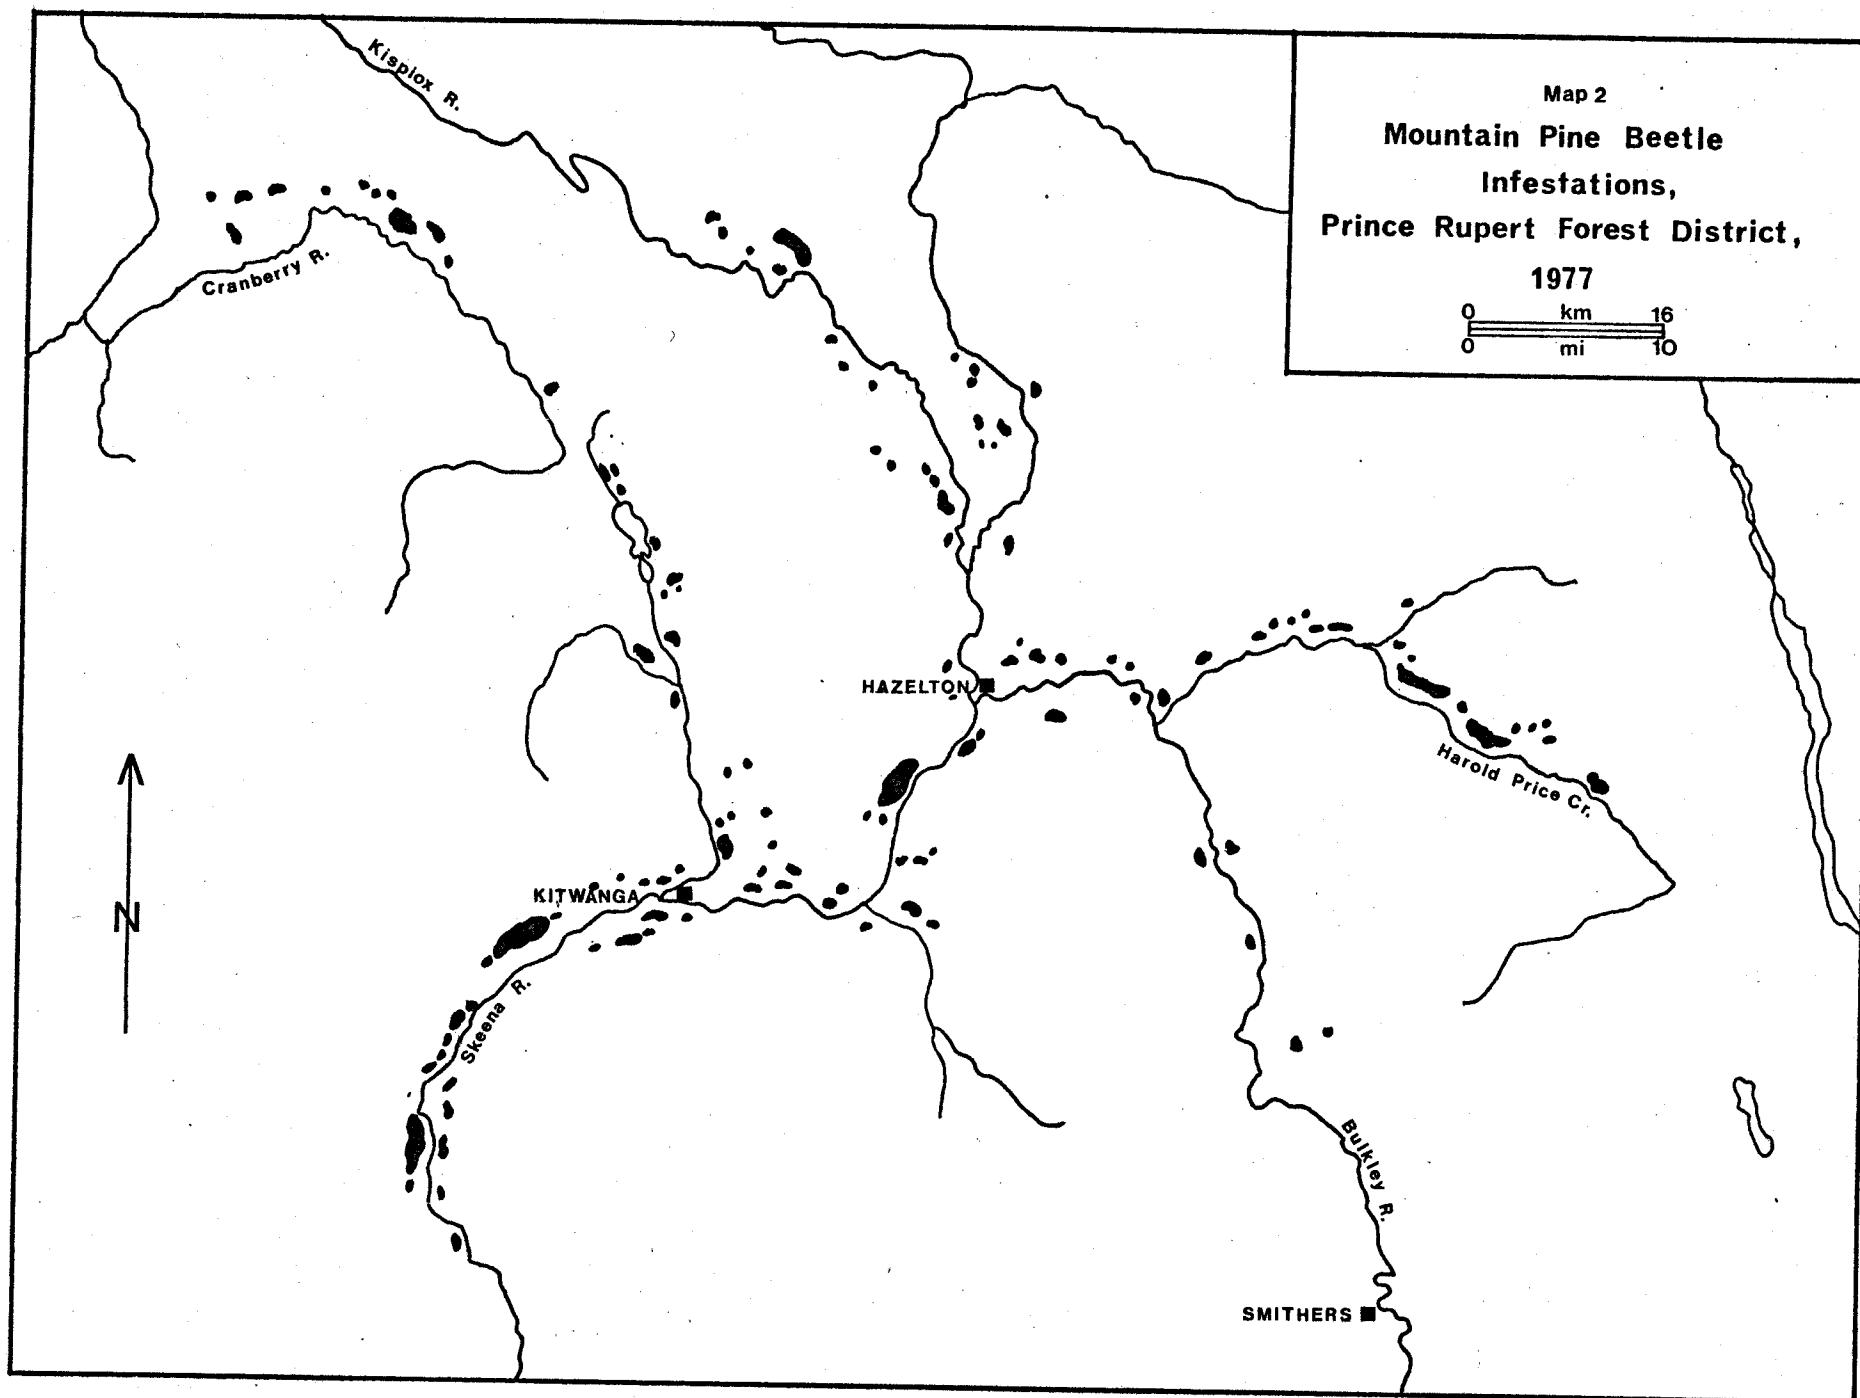 Map 2
Mountain Pine Beetle
Infestations,
Prince Rupert Forest District,
1977
0 km 16
0 mi 10
Kispiox R.
Cranberry R.
HAZELTON
Harold Price Cr.
KITWANGA
N
Skeena R.
Bulkley R.
SMITHERS